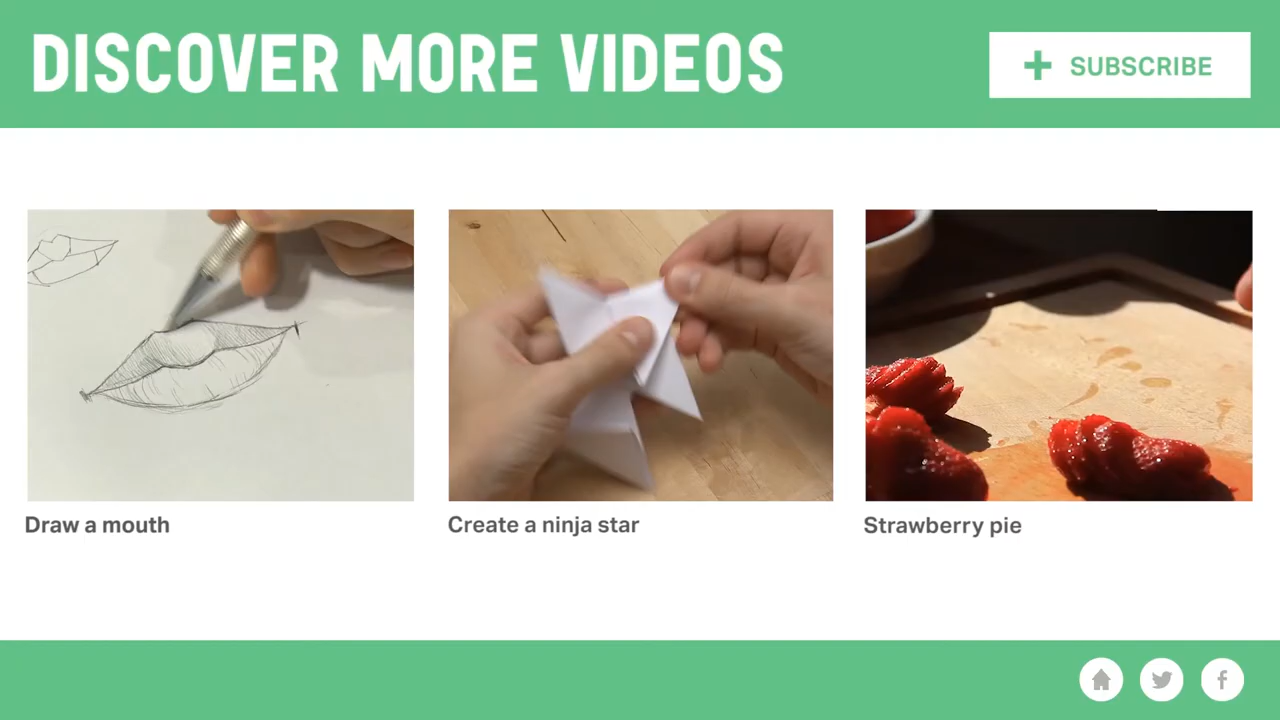 DISCOVER MORE VIDEOS
+ SUBSCRIBE
Draw a mouth
Create a ninja star
Strawberry pie